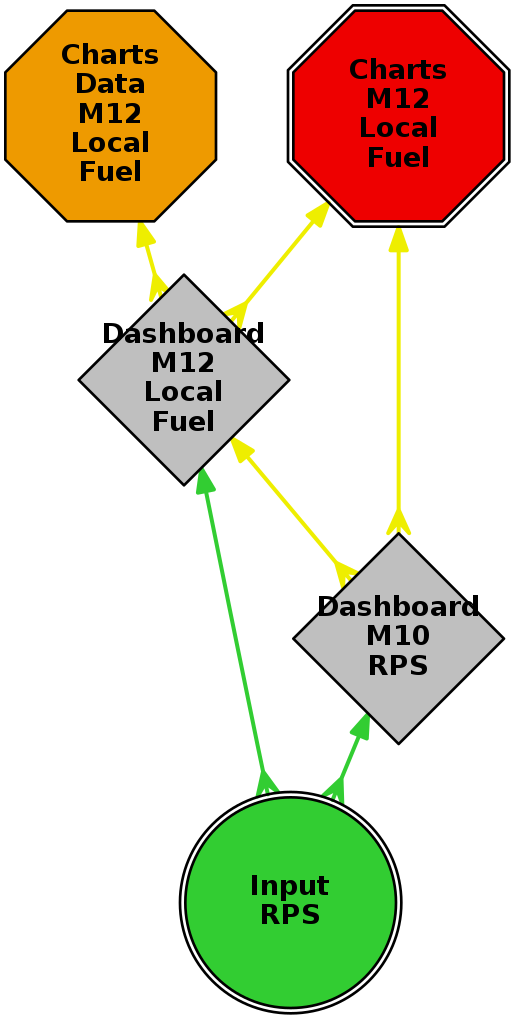 Charts
Data
M12
Local
Fuel
Charts
M12
Local
Fuel
Dashboard
M12
Local
Fuel
Dashboard
M10
RPS
Input
RPS